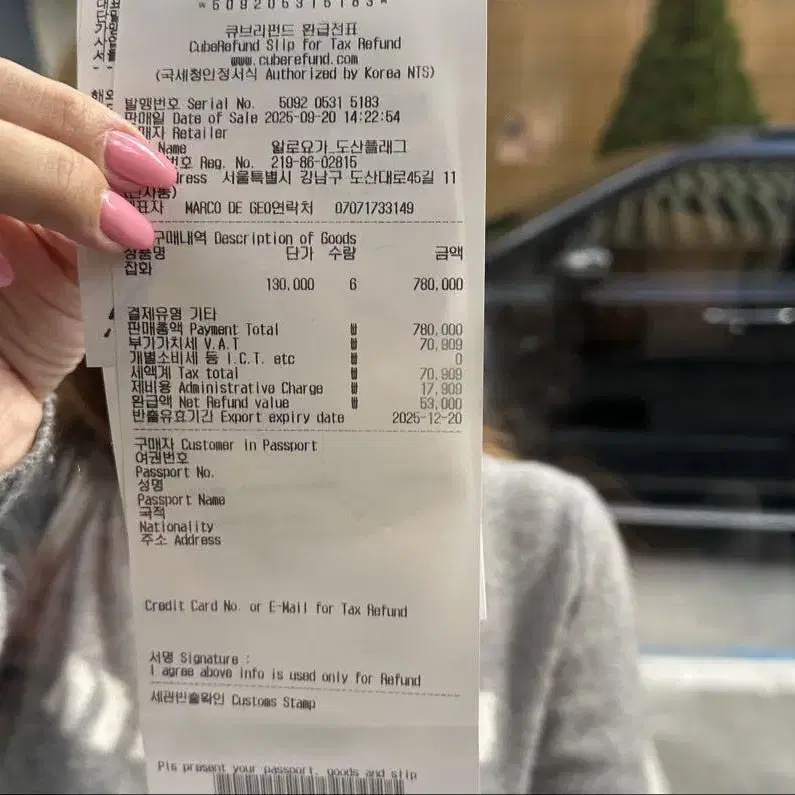 큐브리펀드 환급전표
CubeRefund Slip for Tax Refund
www.cuberefund.com
(국세청인정서식 Authorized by Korea NTS)
발행번호 Serial No. 5092 0531 5183
판매일 Date of Sale 2025-09-20 14:22:54
매자 Retailer
Name 알로요가_도산플래그
번호 Reg. No. 219-86-02815
ress 서울특별시 강남구 도산대로45길 11
표자 MARCO DE GEO연락처 07071733149
구매내역 Description of Goods
상품명 단가 수량 금액
잡화
130,000 6 780,000
결제유형 기타
판매총액 Payment Total ₩ 780,000
부가가치세 V.A.T ₩ 70,909
개별소비세 등 I.C.T. etc ₩ 0
세액계 Tax total ₩ 70,909
제비용 Administrative Charge ₩ 17,909
환급액 Net Refund value ₩ 53,000
반출유효기간 Export expiry date 2025-12-20
구매자 Customer in Passport
여권번호
Passport No.
성명
Passport Name
국적
Nationality
주소 Address
Credit Card No. or E-Mail for Tax Refund
서명 Signature :
I agree above info is used only for Refund
세관반출확인 Customs Stamp
Pls present your passport, goods and slip